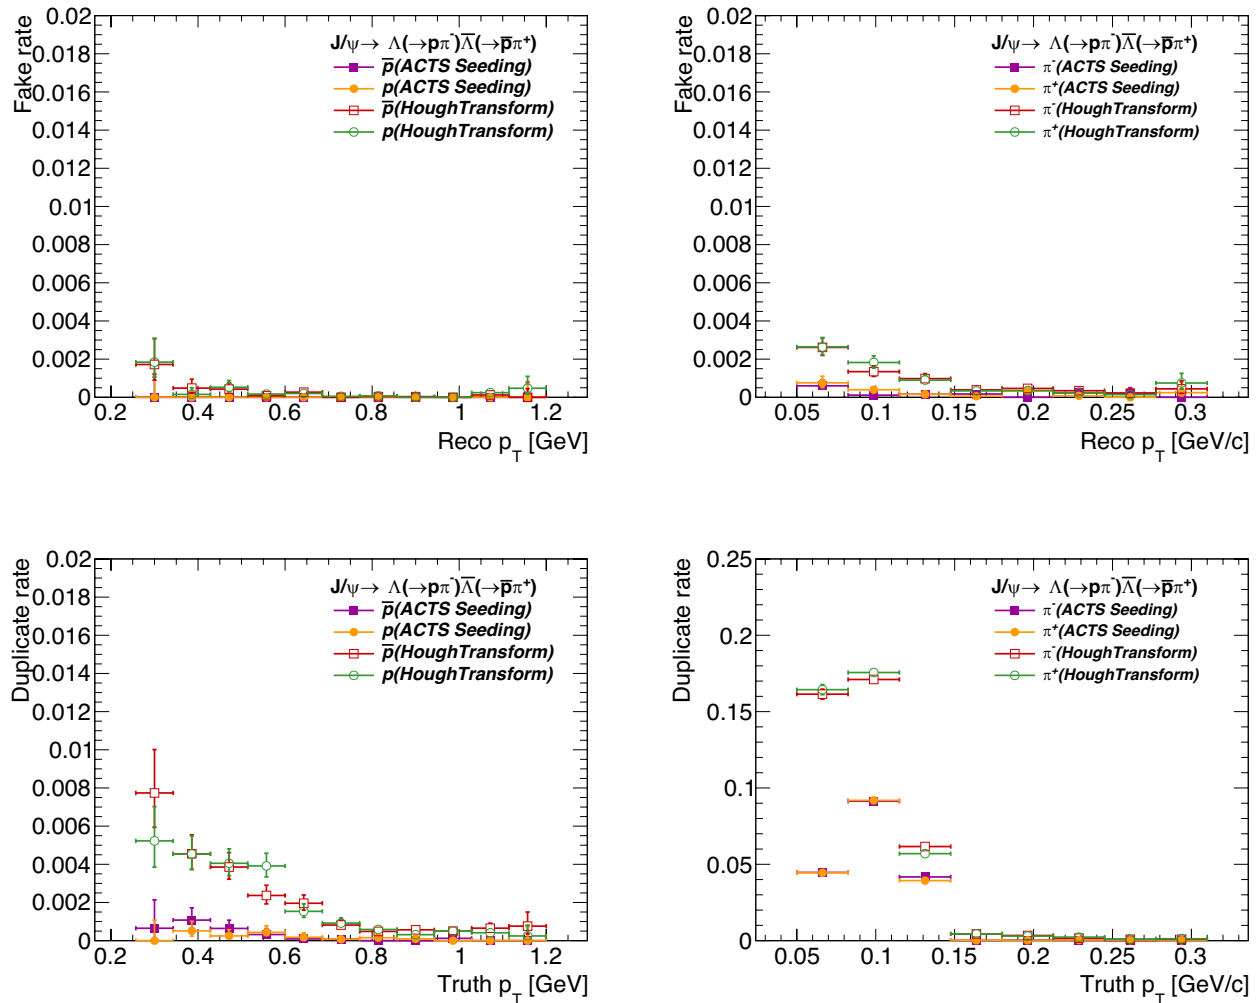 Fake rate
0.02
0.018
0.016
0.014
0.012
0.01
0.008
0.006
0.004
0.002
0
0.2 0.4 0.6 0.8 1 1.2
Reco p_T [GeV]
J/ψ→ Λ(→pπ⁻)Λ̅(→p̅π⁺)
p̅(ACTS Seeding)
p(ACTS Seeding)
p̅(HoughTransform)
p(HoughTransform)
Fake rate
0.02
0.018
0.016
0.014
0.012
0.01
0.008
0.006
0.004
0.002
0
0.05 0.1 0.15 0.2 0.25 0.3
Reco p_T [GeV/c]
J/ψ→ Λ(→pπ⁻)Λ̅(→p̅π⁺)
π⁻(ACTS Seeding)
π⁺(ACTS Seeding)
π⁻(HoughTransform)
π⁺(HoughTransform)
Duplicate rate
0.02
0.018
0.016
0.014
0.012
0.01
0.008
0.006
0.004
0.002
0
0.2 0.4 0.6 0.8 1 1.2
Truth p_T [GeV]
J/ψ→ Λ(→pπ⁻)Λ̅(→p̅π⁺)
p̅(ACTS Seeding)
p(ACTS Seeding)
p̅(HoughTransform)
p(HoughTransform)
Duplicate rate
0.25
0.2
0.15
0.1
0.05
0
0.05 0.1 0.15 0.2 0.25 0.3
Truth p_T [GeV/c]
J/ψ→ Λ(→pπ⁻)Λ̅(→p̅π⁺)
π⁻(ACTS Seeding)
π⁺(ACTS Seeding)
π⁻(HoughTransform)
π⁺(HoughTransform)